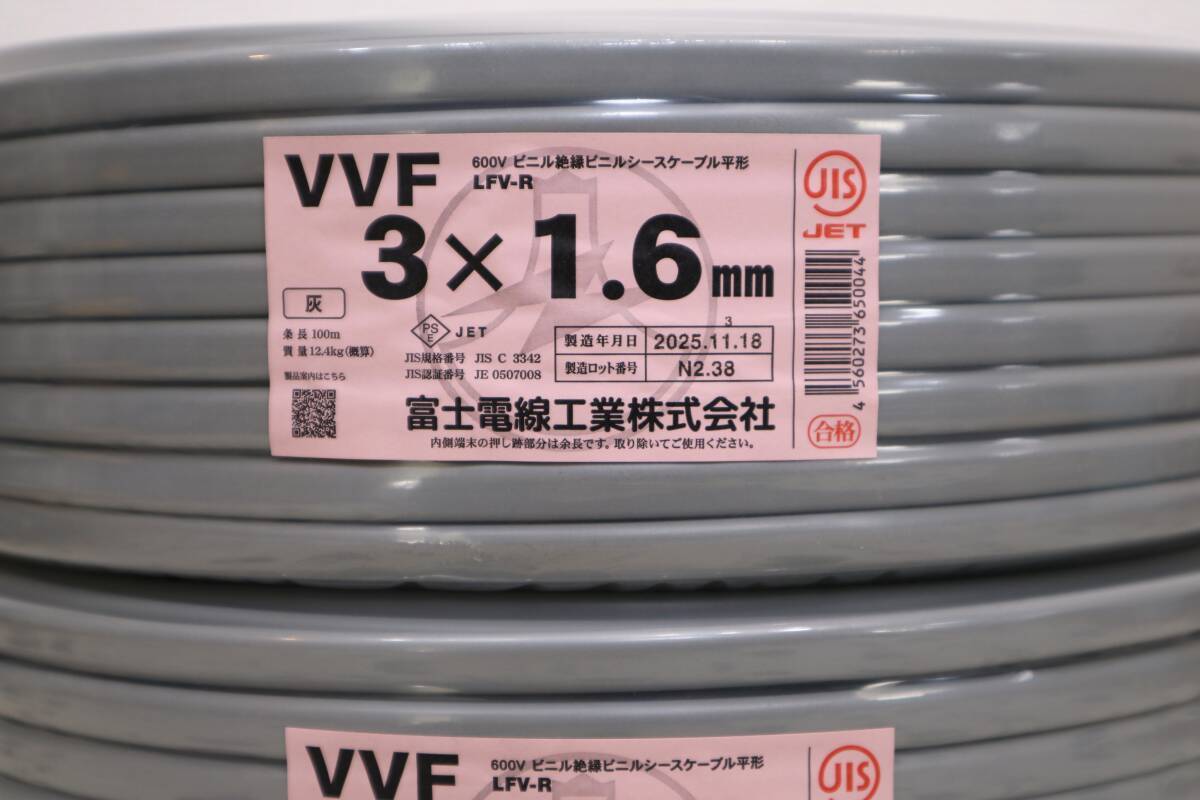 VVF
600V ビニル絶縁ビニルシースケーブル平形
LFV-R
3×1.6mm
灰
条長 100m
質量 12.4kg(概算)
製品案内はこちら
PS
E
JET
JIS規格番号 JIS C 3342
JIS認証番号 JE 0507008
3
製造年月日 2025.11.18
製造ロット番号 N2.38
富士電線工業株式会社
内側端末の押し跡部分は余長です。取り除いてご使用ください。
JIS
JET
4 560273 650044
合格
VVF
600V ビニル絶縁ビニルシースケーブル平形
LFV-R
JIS